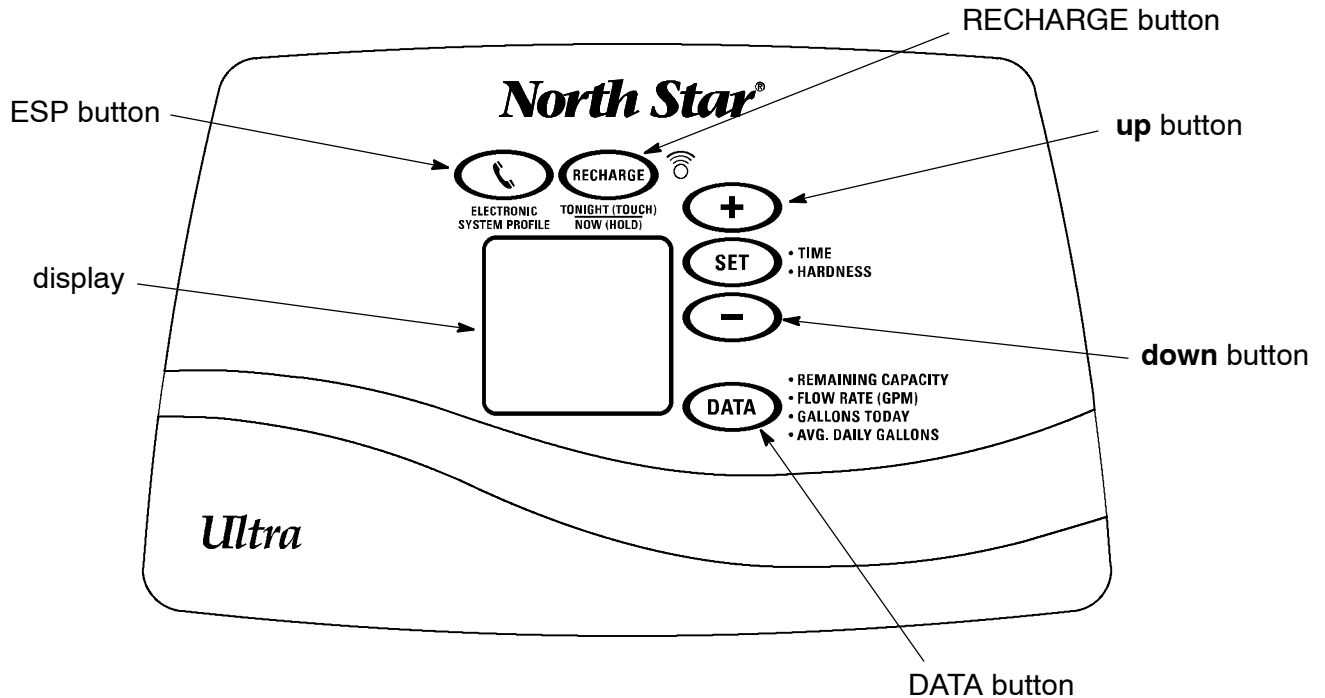 RECHARGE button
ESP button
North Star®
up button
RECHARGE
+
ELECTRONIC
SYSTEM PROFILE
TONIGHT (TOUCH)
NOW (HOLD)
SET
• TIME
• HARDNESS
display
−
down button
DATA
• REMAINING CAPACITY
• FLOW RATE (GPM)
• GALLONS TODAY
• AVG. DAILY GALLONS
Ultra
DATA button